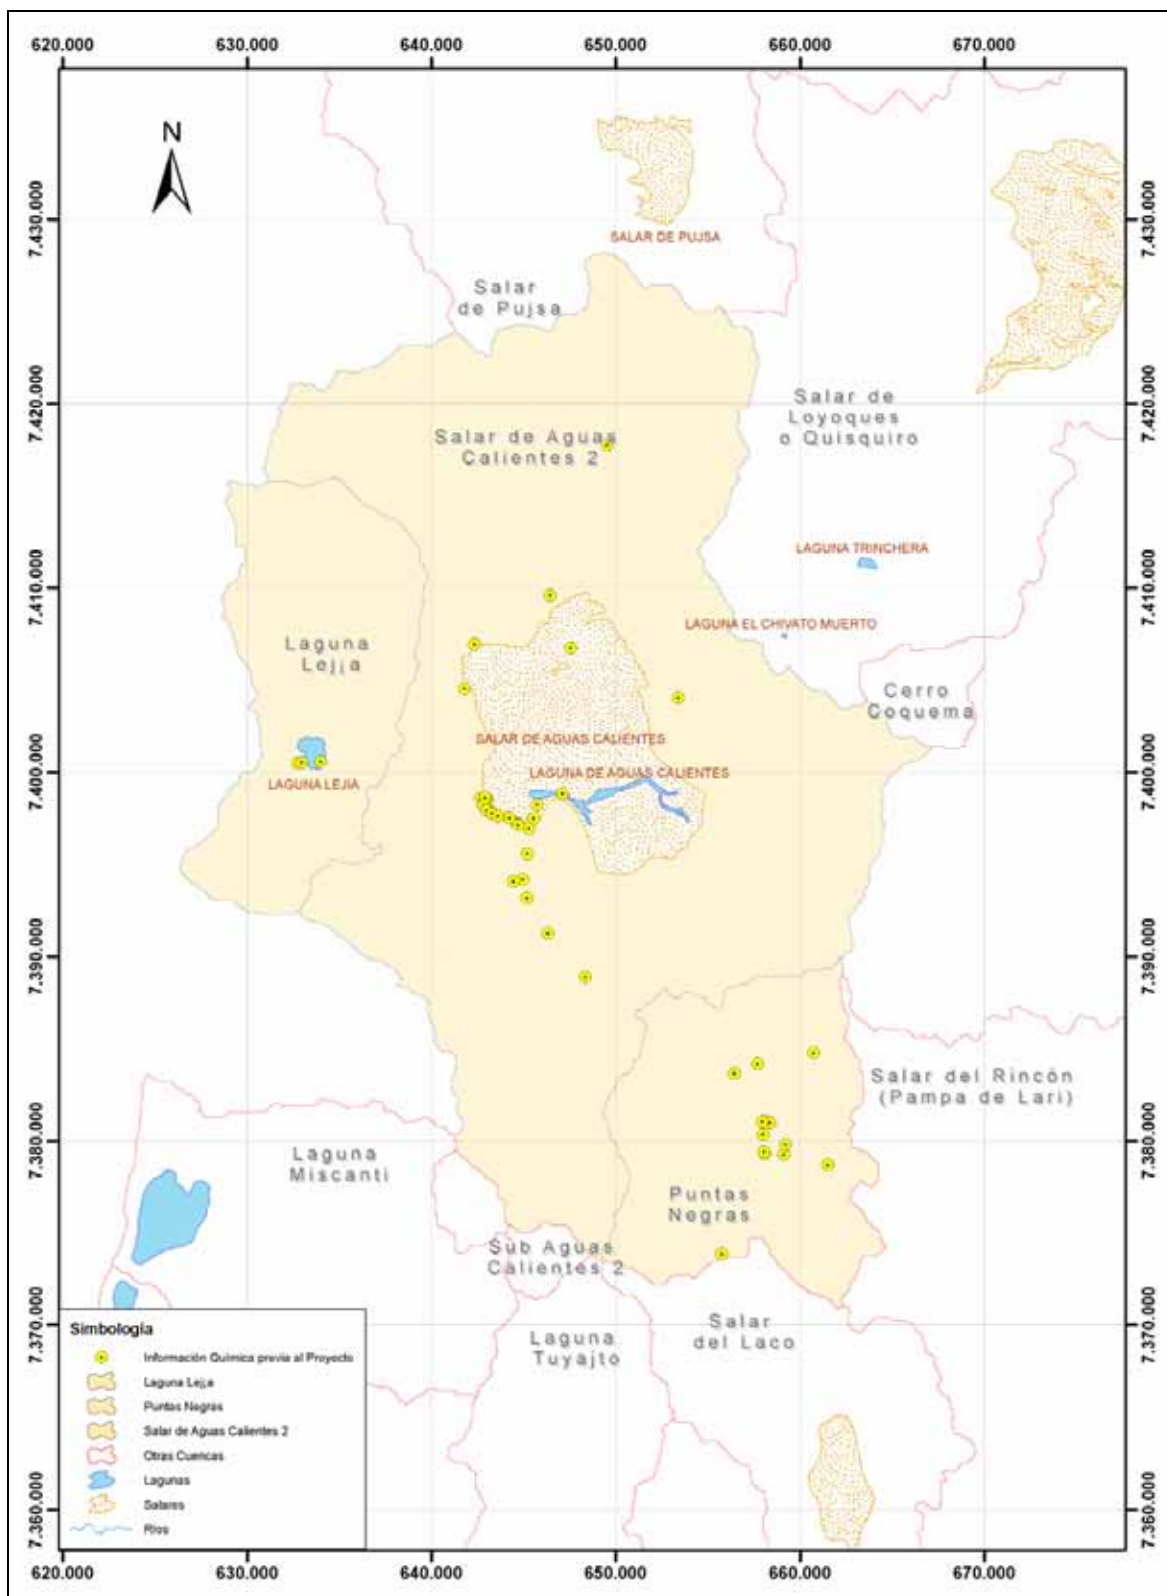 620.000 630.000 640.000 650.000 660.000 670.000
N
7.430.000 7.430.000
SALAR DE PUJSA
Salar
de Pujsa
7.420.000 7.420.000
Salar de
Loyoques
o Quisquiro
Salar de Aguas
Calientes 2
LAGUNA TRINCHERA
7.410.000 7.410.000
LAGUNA EL CHIVATO MUERTO
Laguna
Lejja
Cerro
Coquema
SALAR DE AGUAS CALIENTES
LAGUNA DE AGUAS CALIENTES
7.400.000 7.400.000
LAGUNA LEJIA
7.390.000 7.390.000
Salar del Rincón
(Pampa de Lari)
7.380.000 7.380.000
Laguna
Miscanti
Puntas
Negras
Sub Aguas
Calientes 2
7.370.000 7.370.000
Salar
del Laco
Laguna
Tuyajto
Simbología
Información Química previa al Proyecto
Laguna Lejja
Puntas Negras
Salar de Aguas Calientes 2
Otras Cuencas
Lagunas
Salares
Ríos
7.360.000 7.360.000
620.000 630.000 640.000 650.000 660.000 670.000